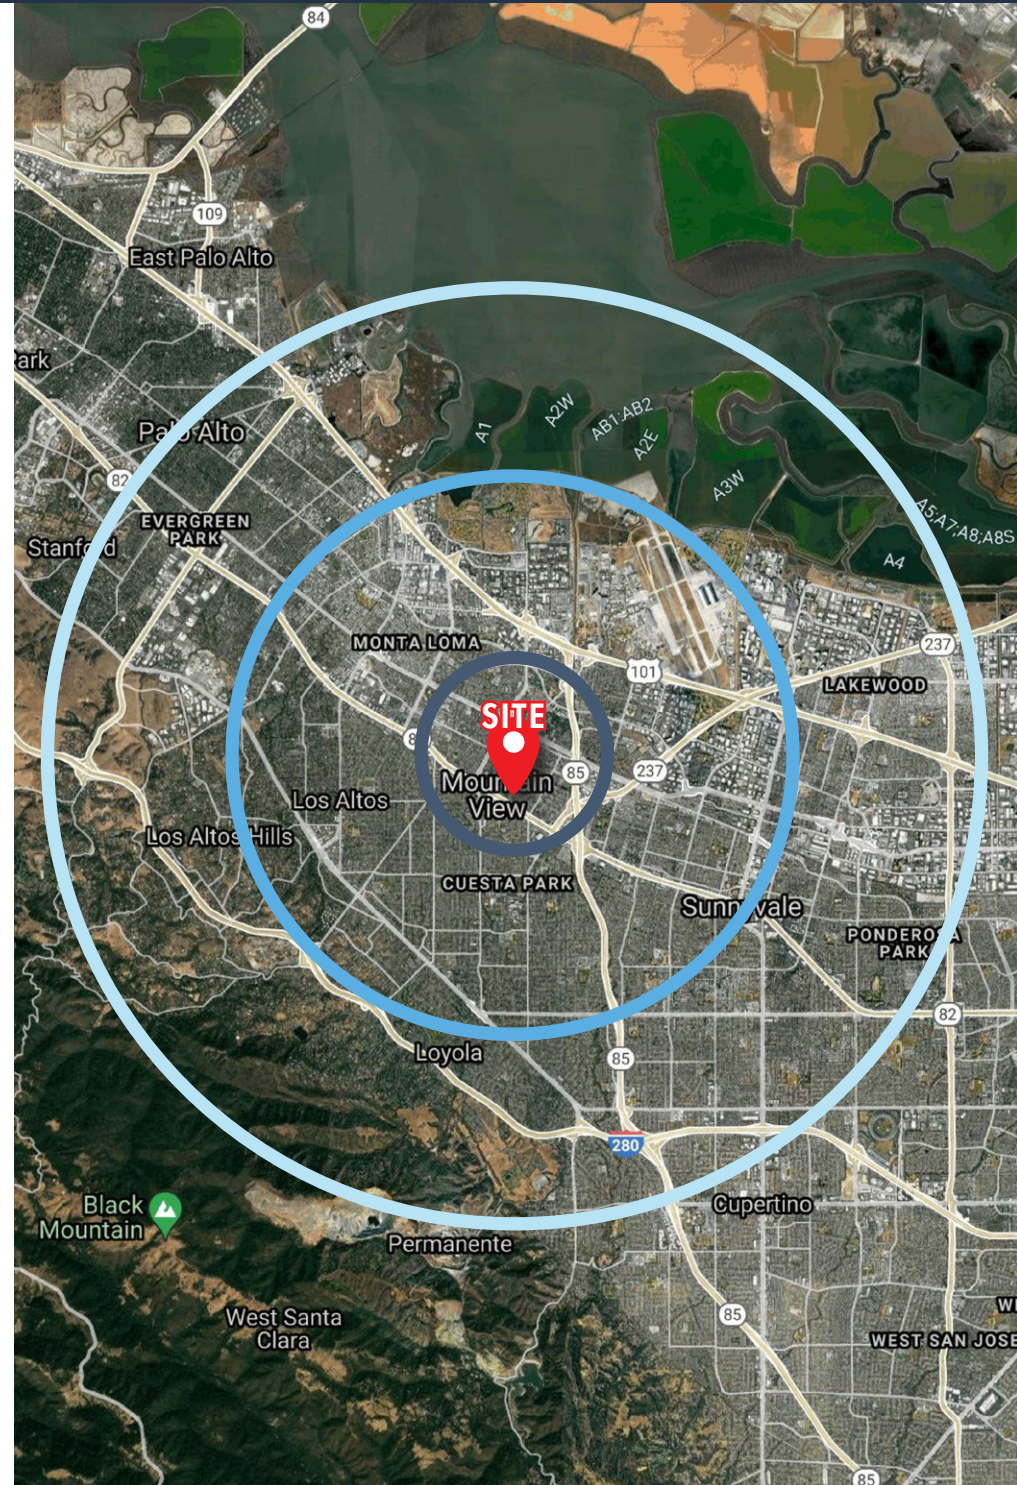 84
109
East Palo Alto
Park
Palo Alto
A1
A2W
AB1;AB2
A2E
A3W
A5;A7;A8;A8S
A4
82
EVERGREEN
PARK
Stanford
MONTA LOMA
101
237
LAKEWOOD
SITE
85
237
Mountain
View
Los Altos
Los Altos Hills
CUESTA PARK
Sunnyvale
PONDEROSA
PARK
82
Loyola
85
280
Black
Mountain
Cupertino
Permanente
West Santa
Clara
85
WEST SAN JOSE
85